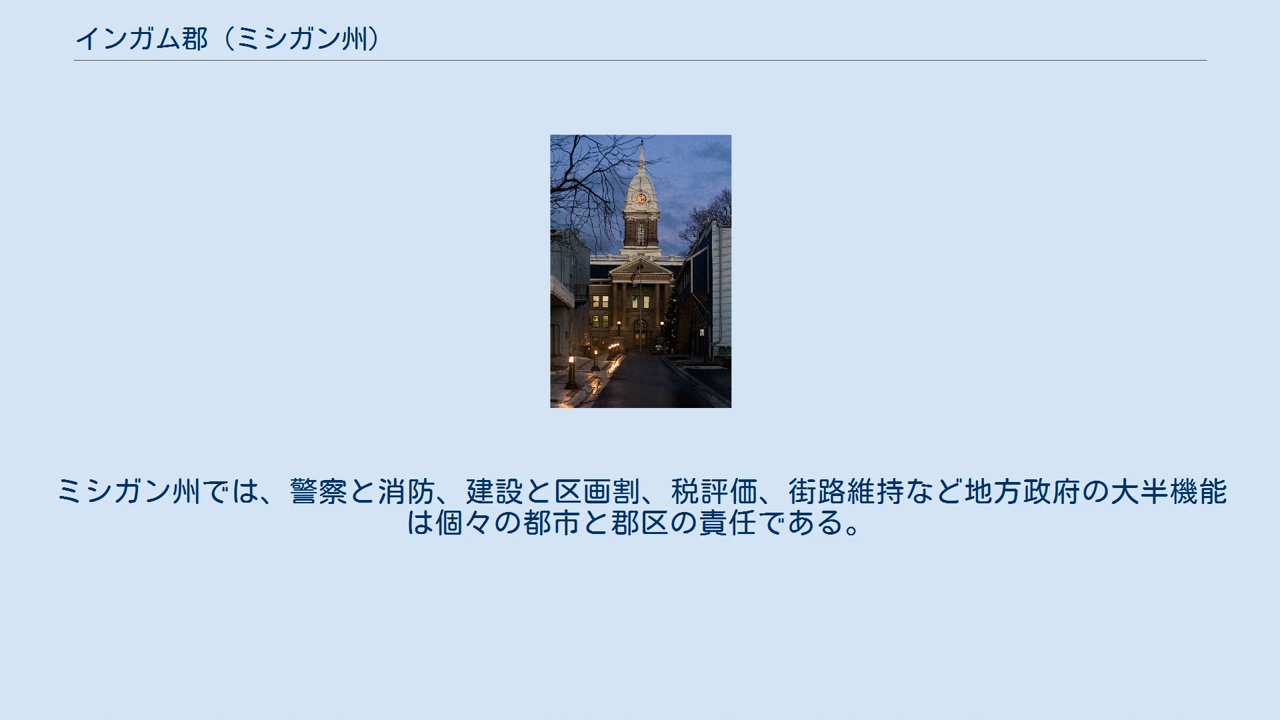 インガム郡（ミシガン州）
ミシガン州では、警察と消防、建設と区画割、税評価、街路維持など地方政府の大半機能
は個々の都市と郡区の責任である。